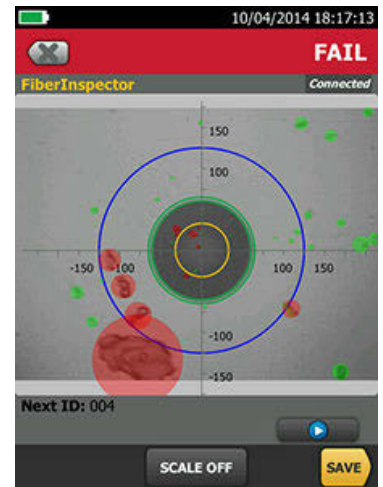 10/04/2014 18:17:13
FAIL
FiberInspector
Connected
150
100
-150
-100
100
150
-100
-150
Next ID: 004
SCALE OFF
SAVE